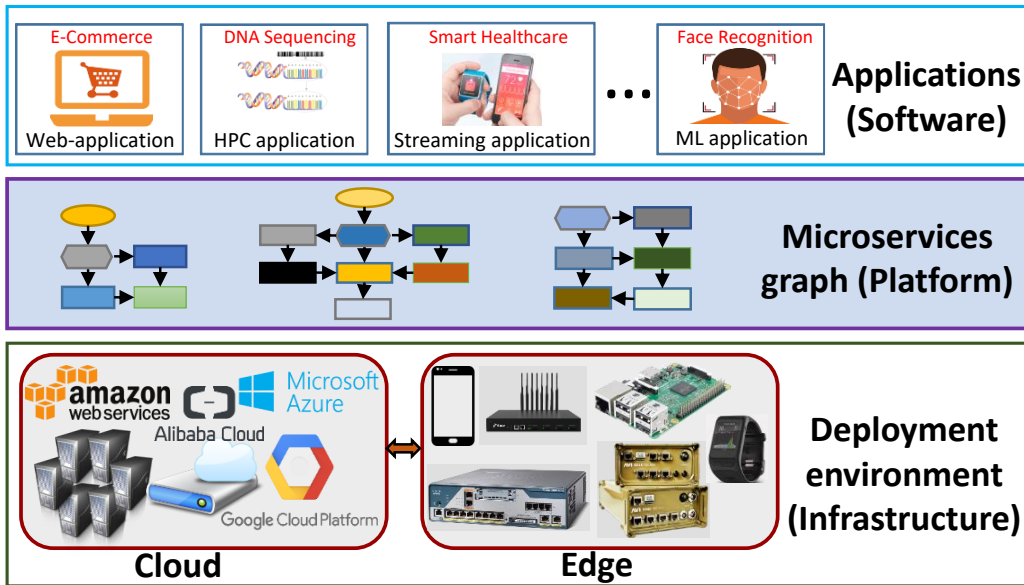 E-Commerce
Web-application
DNA Sequencing
HPC application
Smart Healthcare
Streaming application
...
Face Recognition
ML application
Applications
(Software)
Microservices
graph (Platform)
amazon
web services
Microsoft
Azure
Alibaba Cloud
Google Cloud Platform
Cloud
Edge
Deployment
environment
(Infrastructure)